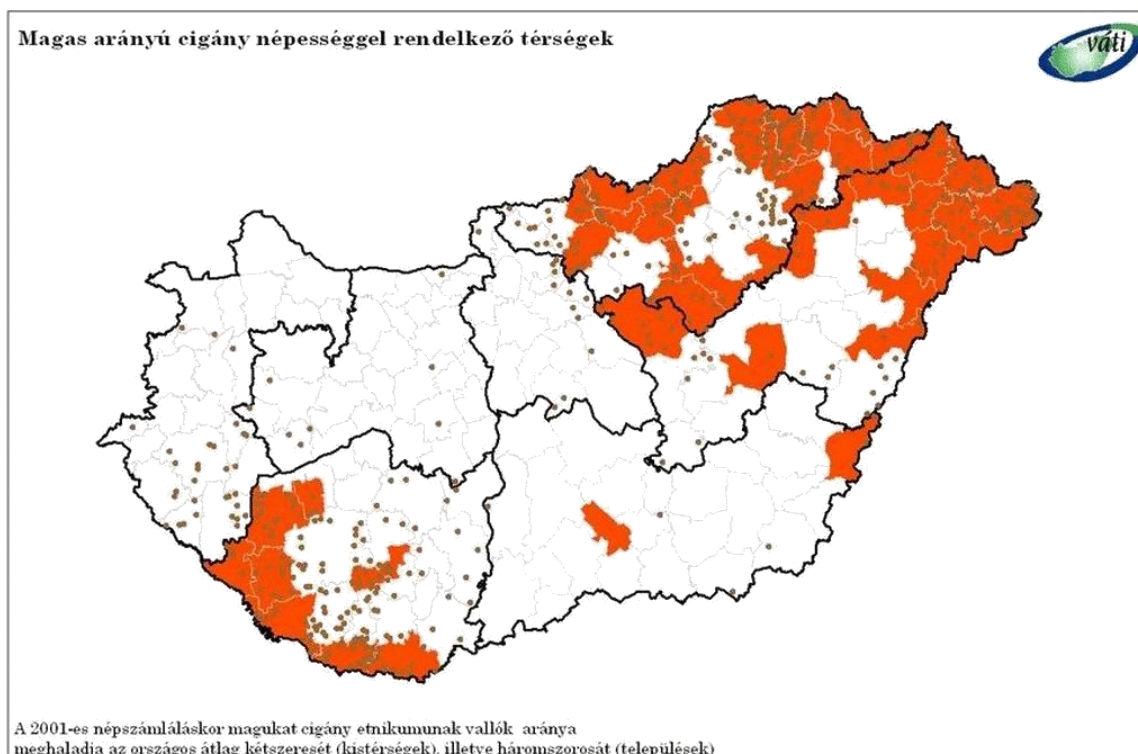 Magas arányú cigány népességgel rendelkező térségek
váti
A 2001-es népszámláláskor magukat cigány etnikumunak vallók aránya
meghaladja az országos átlag kétszeresét (kistérségek), illetve háromszorosát (települések)